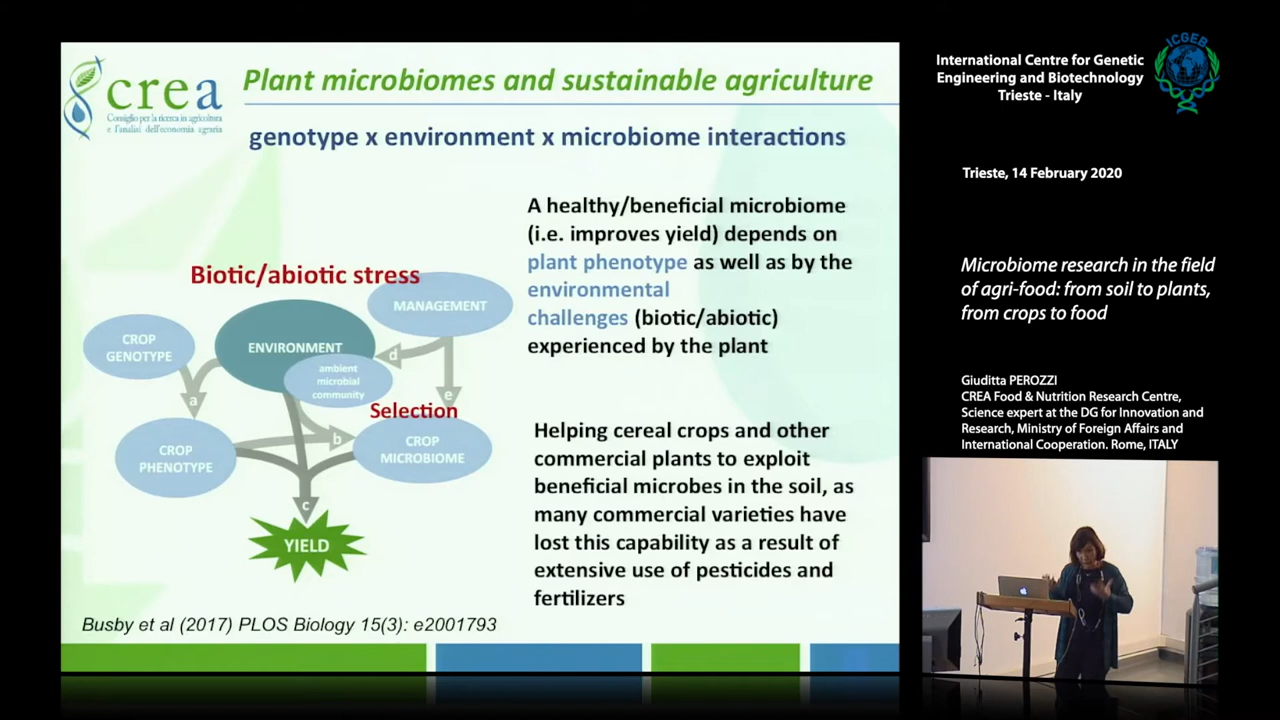 crea
Consiglio per la ricerca in agricoltura
e l'analisi dell'economia agraria
Plant microbiomes and sustainable agriculture
genotype x environment x microbiome interactions
A healthy/beneficial microbiome
(i.e. improves yield) depends on
plant phenotype as well as by the
environmental
challenges (biotic/abiotic)
experienced by the plant
Biotic/abiotic stress
MANAGEMENT
CROP
GENOTYPE
ENVIRONMENT
ambient
microbial
community
d
a
e
Selection
b
CROP
PHENOTYPE
CROP
MICROBIOME
c
YIELD
Helping cereal crops and other
commercial plants to exploit
beneficial microbes in the soil, as
many commercial varieties have
lost this capability as a result of
extensive use of pesticides and
fertilizers
Busby et al (2017) PLOS Biology 15(3): e2001793
International Centre for Genetic
Engineering and Biotechnology
Trieste - Italy
ICGEB
Trieste, 14 February 2020
Microbiome research in the field
of agri-food: from soil to plants,
from crops to food
Giuditta PEROZZI
CREA Food & Nutrition Research Centre,
Science expert at the DG for Innovation and
Research, Ministry of Foreign Affairs and
International Cooperation. Rome, ITALY